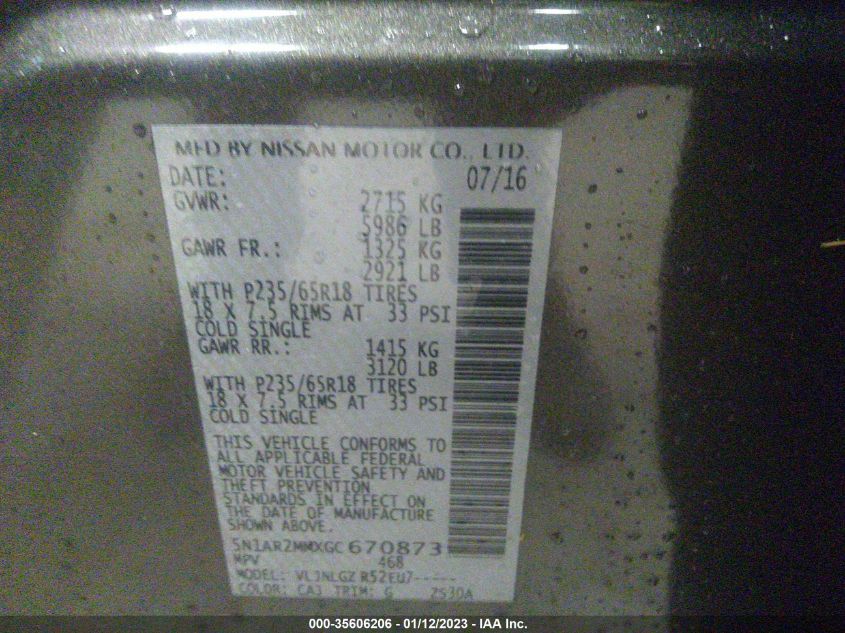 MFD BY NISSAN MOTOR CO., LTD.
DATE: 07/16
GVWR: 2715 KG
5986 LB
GAWR FR.: 1325 KG
2921 LB
WITH P235/65R18 TIRES
18 X 7.5 RIMS AT 33 PSI
COLD SINGLE
GAWR RR.: 1415 KG
3120 LB
WITH P235/65R18 TIRES
18 X 7.5 RIMS AT 33 PSI
COLD SINGLE
THIS VEHICLE CONFORMS TO
ALL APPLICABLE FEDERAL
MOTOR VEHICLE SAFETY AND
THEFT PREVENTION
STANDARDS IN EFFECT ON
THE DATE OF MANUFACTURE
SHOWN ABOVE.
5N1AR2MMXGC670873
MPV 468
MODEL: VLJNLGZ R52EU7-----
COLOR: CAJ TRIM: G 2S30A
000-35606206 - 01/12/2023 - IAA Inc.